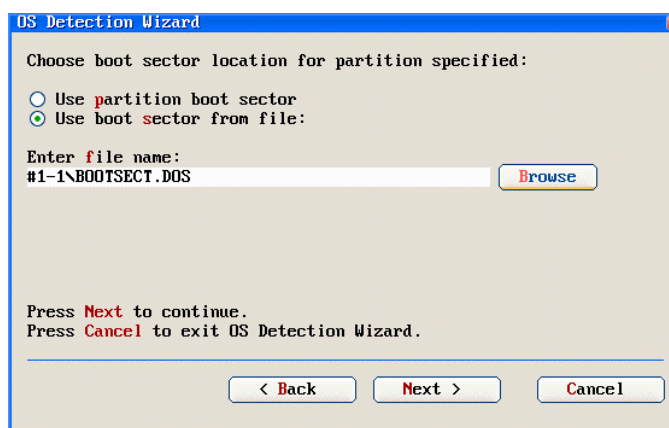 OS Detection Wizard
Choose boot sector location for partition specified:
Use partition boot sector
Use boot sector from file:
Enter file name:
#1-1\BOOTSECT.DOS
Browse
Press Next to continue.
Press Cancel to exit OS Detection Wizard.
< Back Next > Cancel